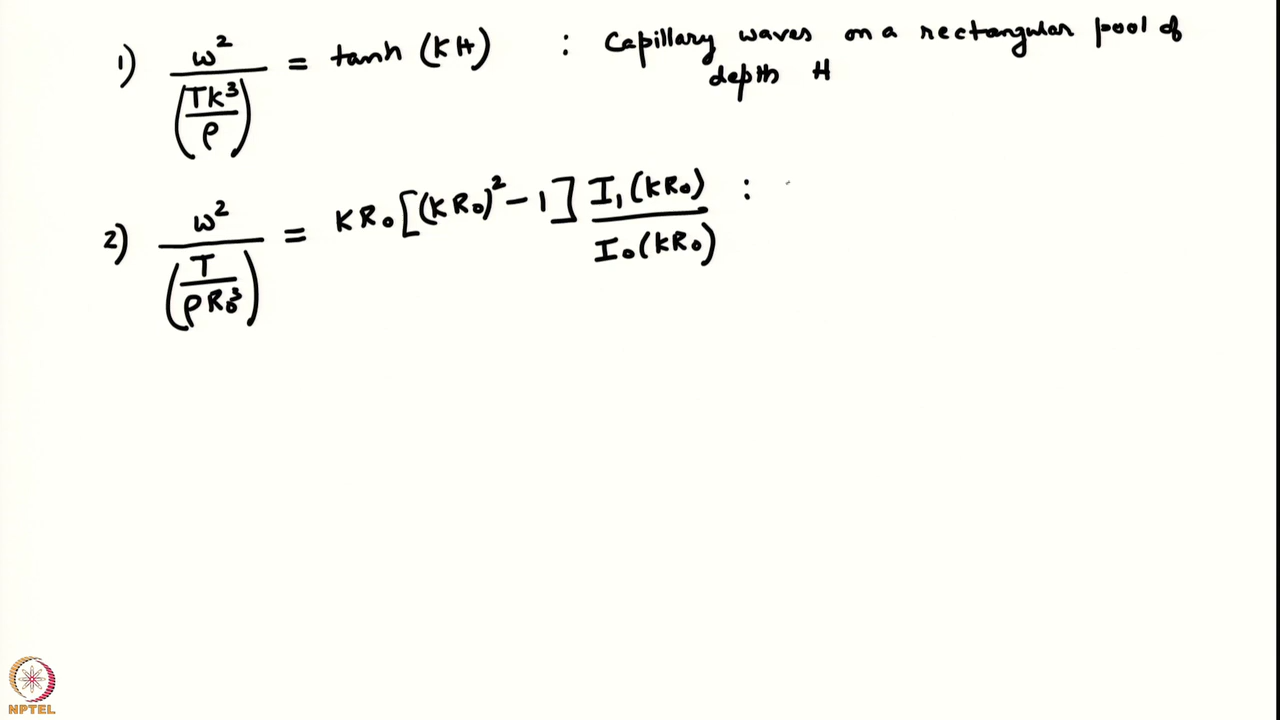 1) ω² / (Tk³/ρ) = tanh (KH) : Capillary waves on a rectangular pool of
depth H
2) ω² / (T/ρR₀³) = KR₀[(KR₀)² - 1] I₁(KR₀) / I₀(KR₀) :
NPTEL